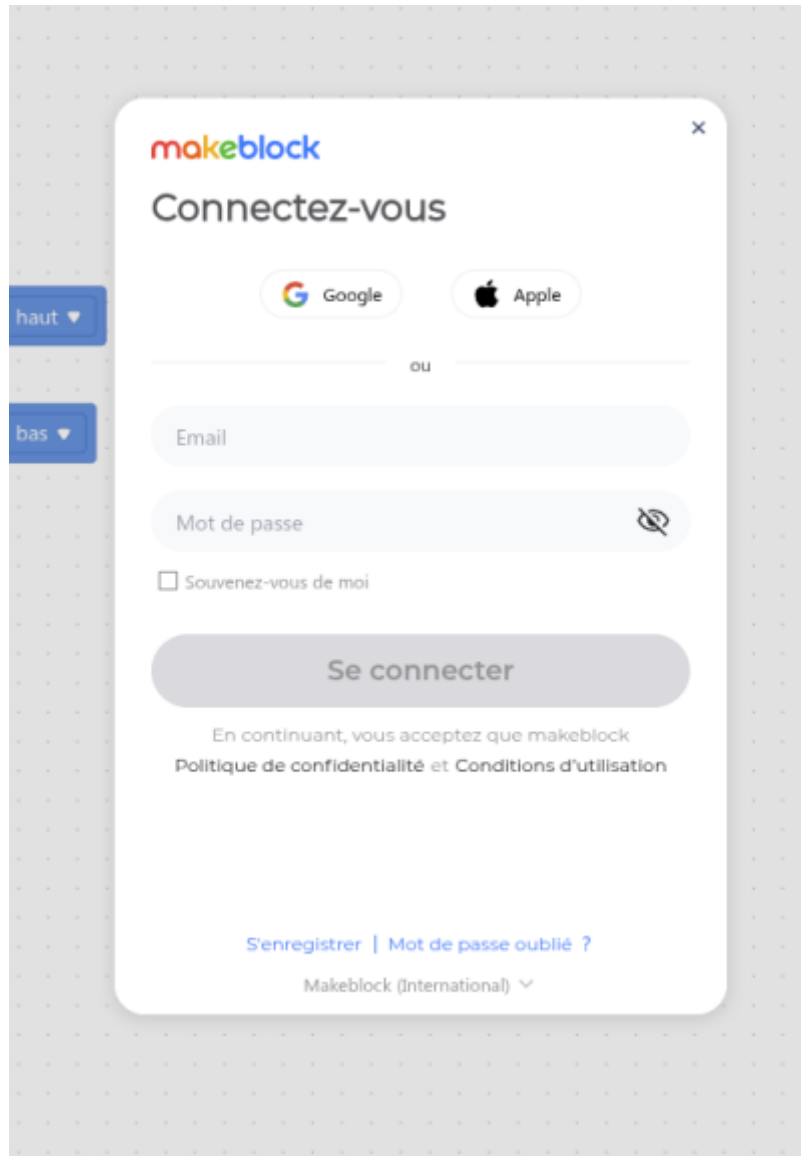 makeblock
Connectez-vous
Google
Apple
haut
ou
bas
Email
Mot de passe
Souvenez-vous de moi
Se connecter
En continuant, vous acceptez que makeblock
Politique de confidentialité et Conditions d'utilisation
S'enregistrer | Mot de passe oublié ?
Makeblock (International)